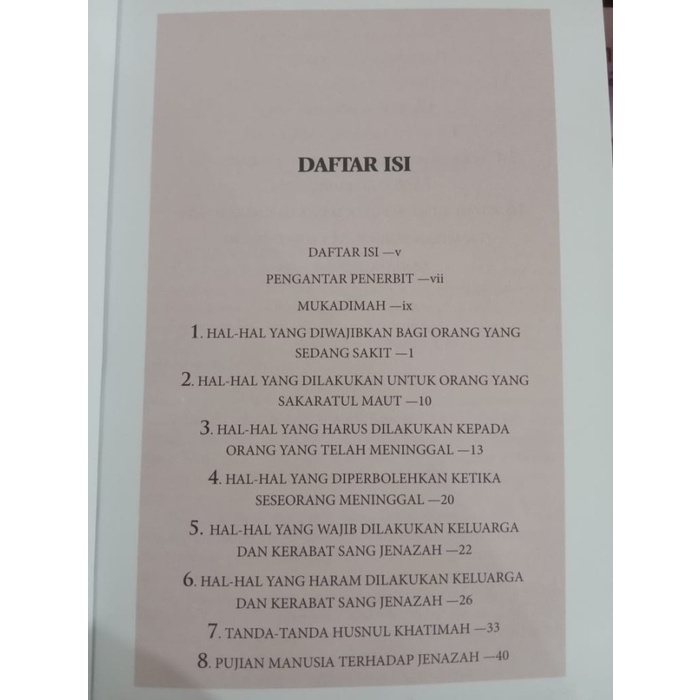 DAFTAR ISI
DAFTAR ISI —v
PENGANTAR PENERBIT —vii
MUKADIMAH —ix
1. HAL-HAL YANG DIWAJIBKAN BAGI ORANG YANG
SEDANG SAKIT —1
2. HAL-HAL YANG DILAKUKAN UNTUK ORANG YANG
SAKARATUL MAUT —10
3. HAL-HAL YANG HARUS DILAKUKAN KEPADA
ORANG YANG TELAH MENINGGAL —13
4. HAL-HAL YANG DIPERBOLEHKAN KETIKA
SESEORANG MENINGGAL —20
5. HAL-HAL YANG WAJIB DILAKUKAN KELUARGA
DAN KERABAT SANG JENAZAH —22
6. HAL-HAL YANG HARAM DILAKUKAN KELUARGA
DAN KERABAT SANG JENAZAH —26
7. TANDA-TANDA HUSNUL KHATIMAH —33
8. PUJIAN MANUSIA TERHADAP JENAZAH —40